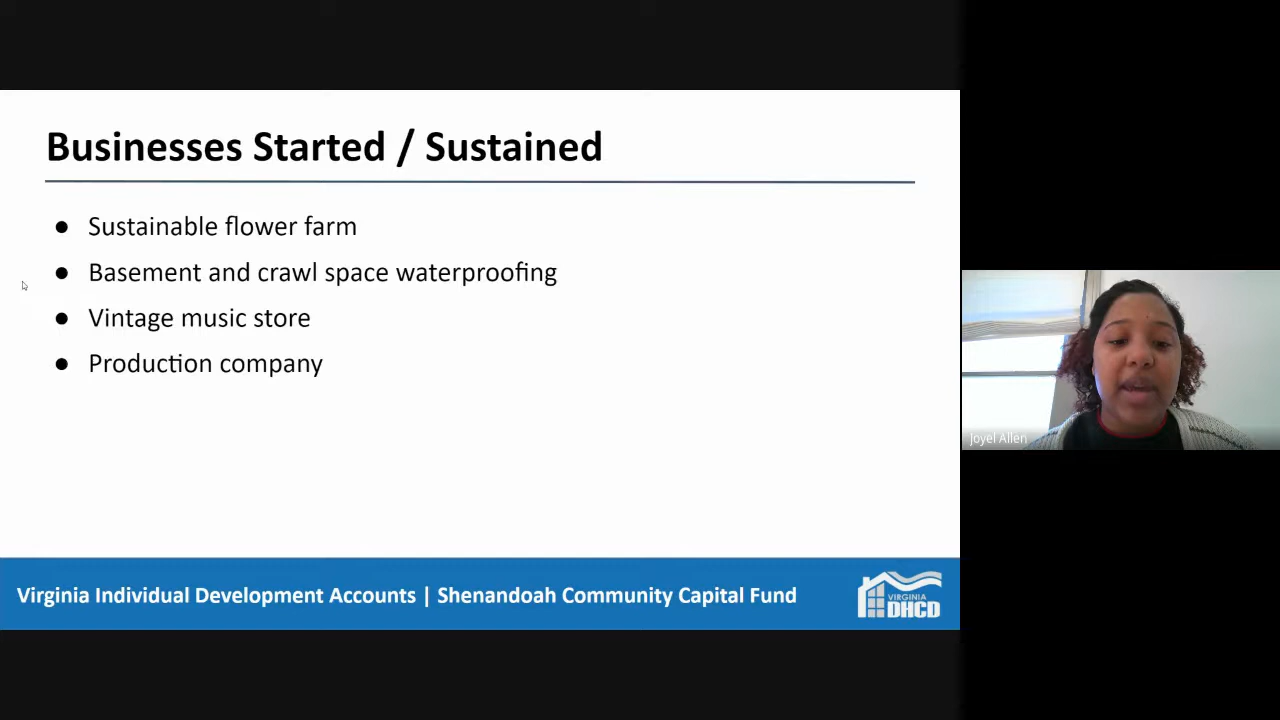 Businesses Started / Sustained
● Sustainable flower farm
● Basement and crawl space waterproofing
● Vintage music store
● Production company
Virginia Individual Development Accounts | Shenandoah Community Capital Fund
VIRGINIA
DHCD
Joyel Allen